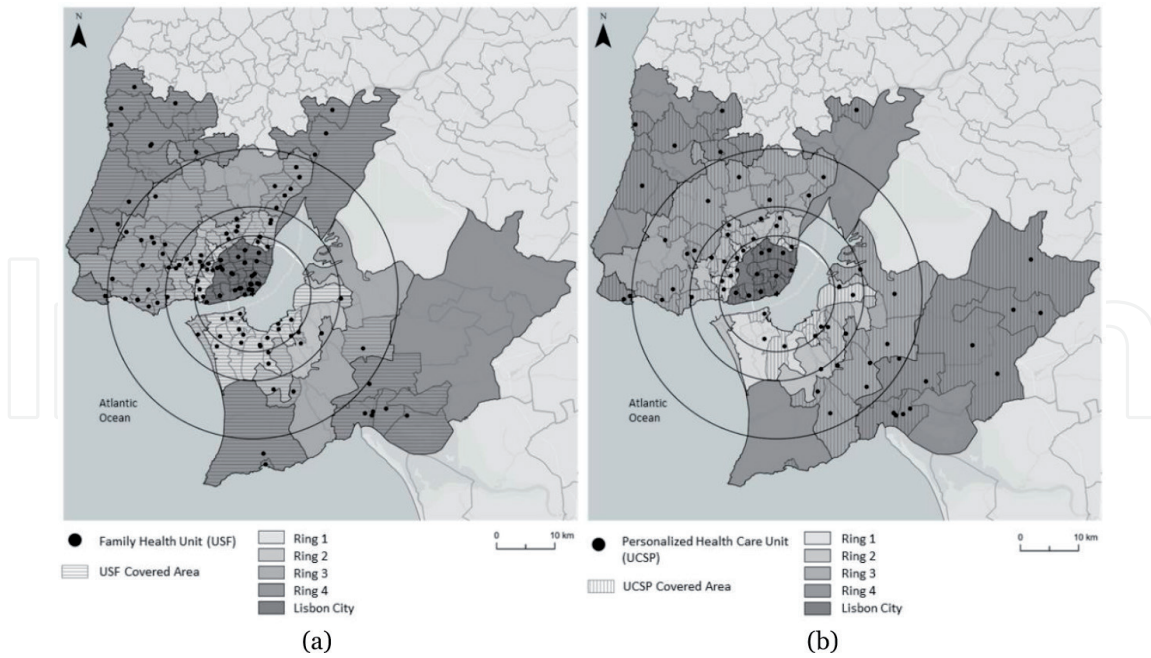 N
Atlantic
Ocean
Family Health Unit (USF)
USF Covered Area
Ring 1
Ring 2
Ring 3
Ring 4
Lisbon City
0 10 km
(a)
N
Atlantic
Ocean
Personalized Health Care Unit
(UCSP)
UCSP Covered Area
Ring 1
Ring 2
Ring 3
Ring 4
Lisbon City
0 10 km
(b)